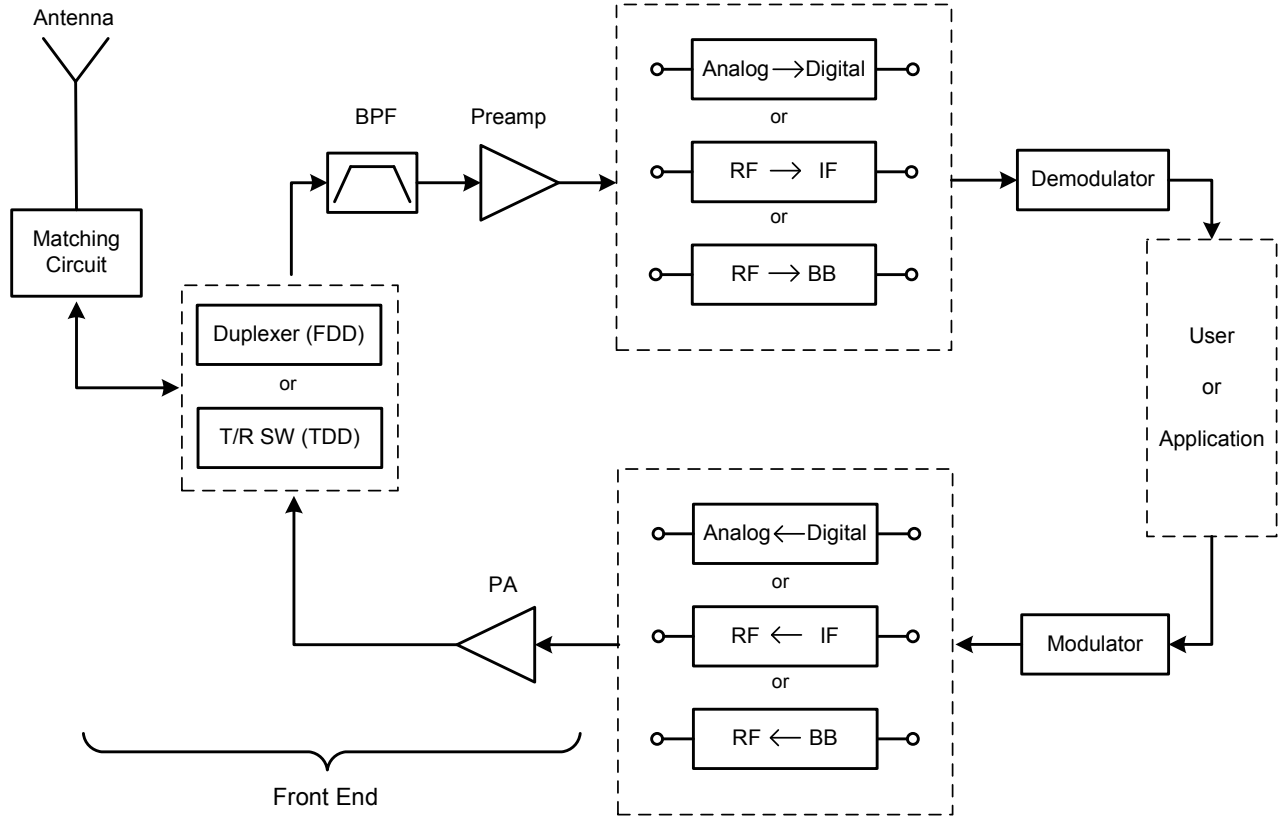 Antenna
Matching
Circuit
Duplexer (FDD)
or
T/R SW (TDD)
BPF
Preamp
Analog → Digital
or
RF → IF
or
RF → BB
Demodulator
User
or
Application
Modulator
Analog ← Digital
or
RF ← IF
or
RF ← BB
PA
Front End